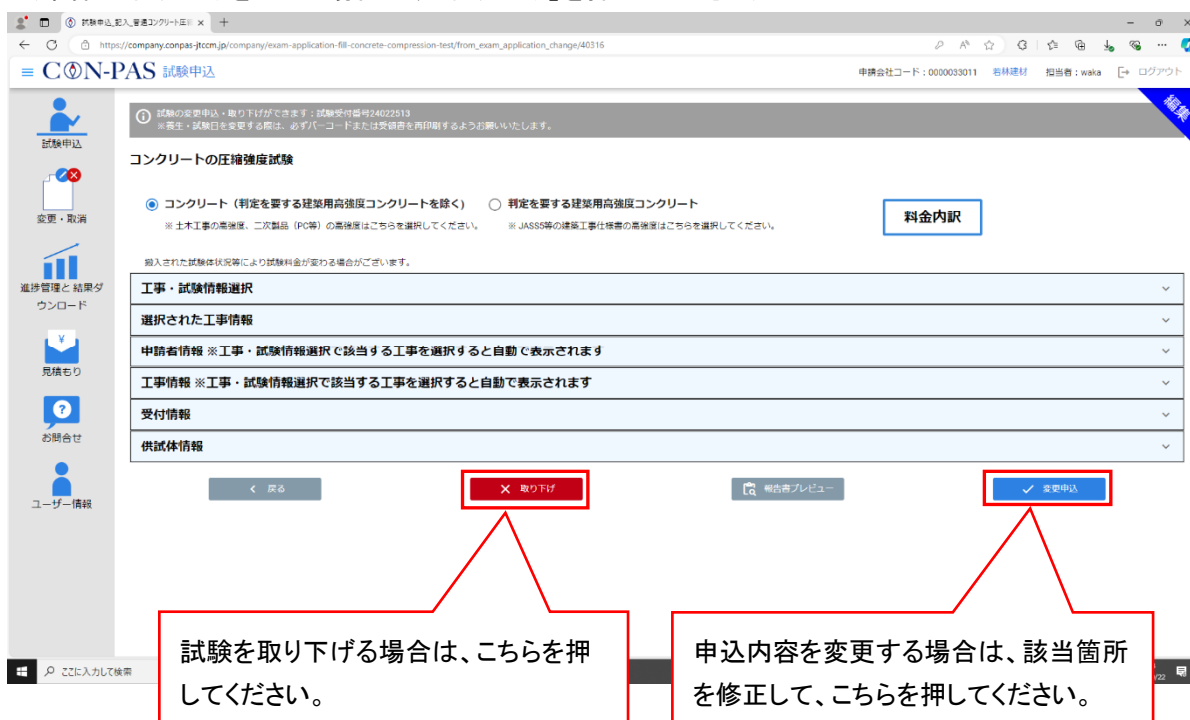 試験申込_記入_普通コンクリート圧縮
https://company.conpas-jtccm.jp/company/exam-application-fill-concrete-compression-test/from_exam_application_change/40316
CON-PAS 試験申込
申請会社コード：0000033011 若林建材 担当者：waka ログアウト
編集
試験の変更申込・取り下げができます：試験受付番号24022513
※養生・試験日を変更する際は、必ずバーコードまたは受領書を再印刷するようお願いいたします。
試験申込
変更・取消
進捗管理と 結果ダ
ウンロード
見積もり
お問合せ
ユーザー情報
コンクリートの圧縮強度試験
コンクリート（判定を要する建築用高強度コンクリートを除く） 判定を要する建築用高強度コンクリート
※ 土木工事の高強度、二次製品（PC等）の高強度はこちらを選択してください。 ※ JASS5等の建築工事仕様書の高強度はこちらを選択してください。
料金内訳
搬入された試験体状況等により試験料金が変わる場合がございます。
工事・試験情報選択
選択された工事情報
申請者情報 ※工事・試験情報選択で該当する工事を選択すると自動で表示されます
工事情報 ※工事・試験情報選択で該当する工事を選択すると自動で表示されます
受付情報
供試体情報
戻る 取り下げ 報告書プレビュー 変更申込
試験を取り下げる場合は、こちらを押
してください。
申込内容を変更する場合は、該当箇所
を修正して、こちらを押してください。
ここに入力して検索